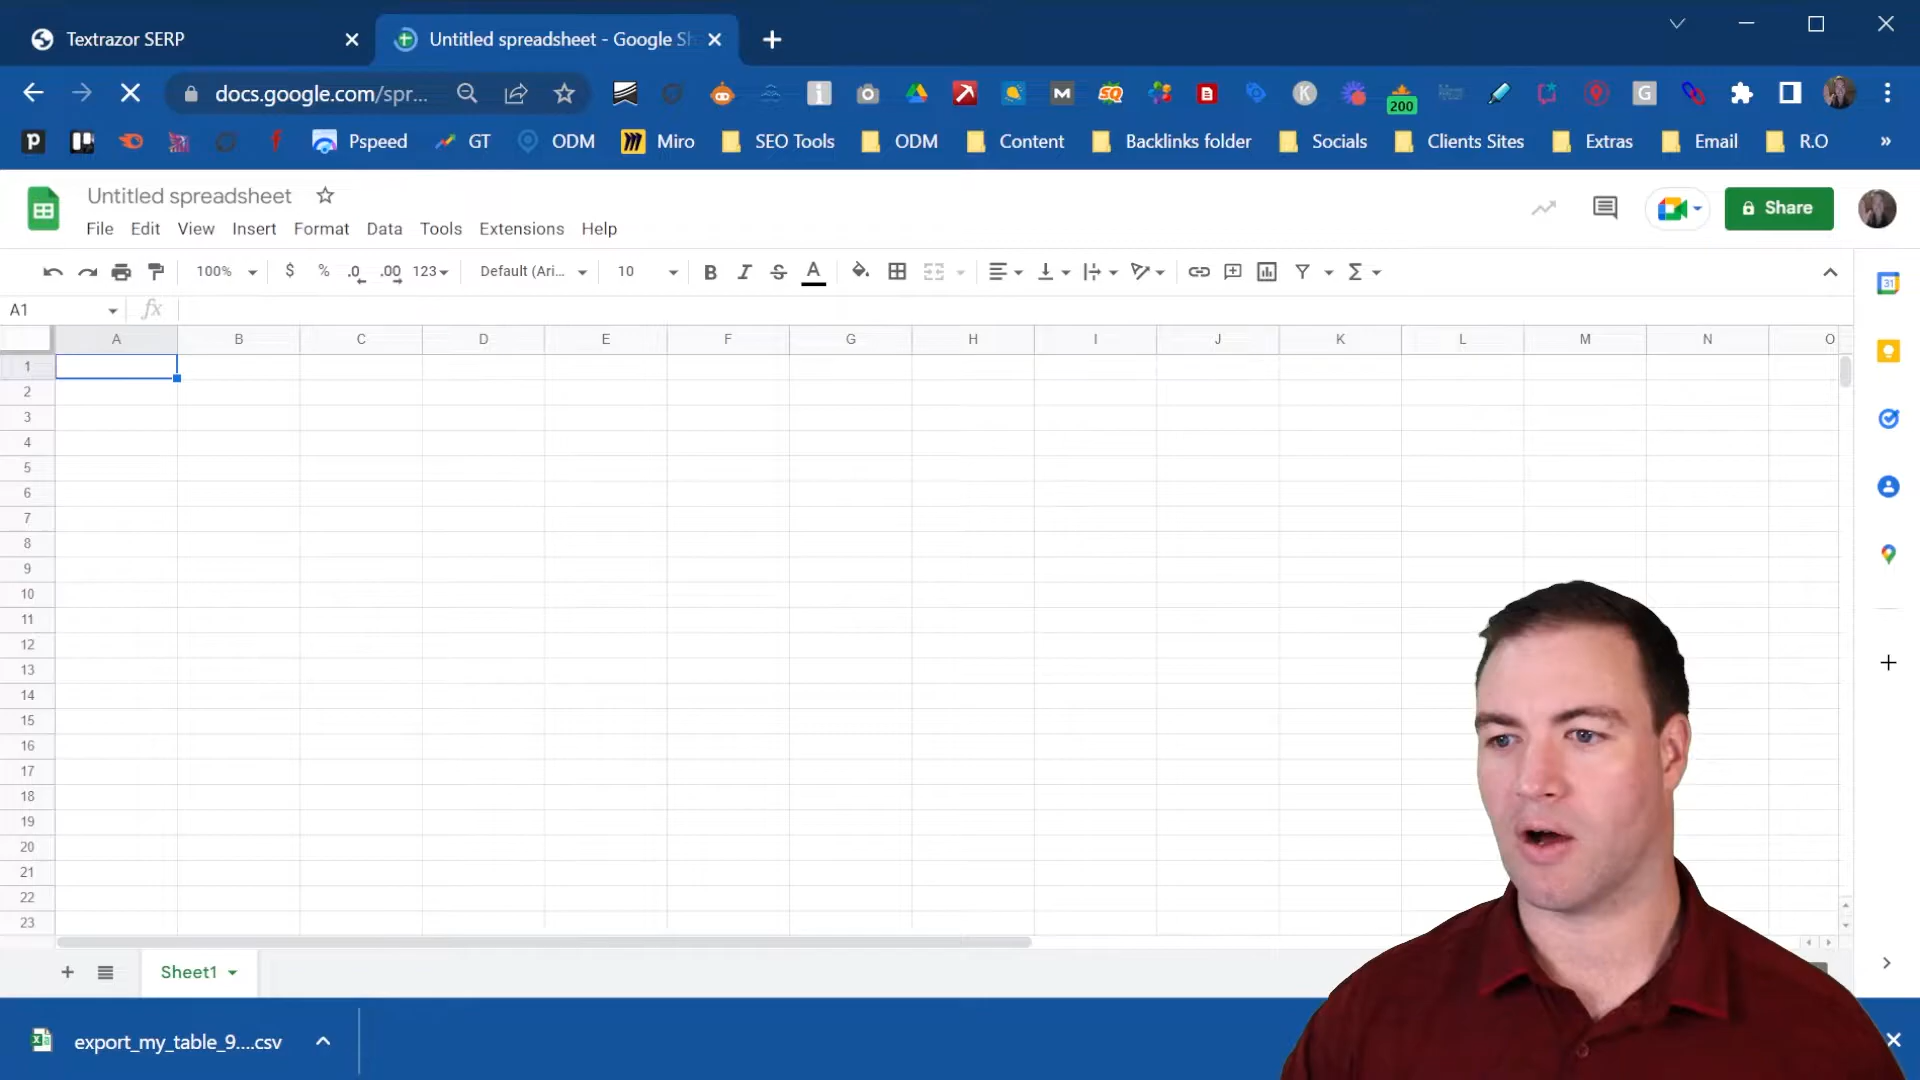 Textrazor SERP
Untitled spreadsheet - Google Sh
docs.google.com/spr...
200
Pspeed
GT
ODM
Miro
SEO Tools
ODM
Content
Backlinks folder
Socials
Clients Sites
Extras
Email
R.O
»
Untitled spreadsheet
Share
File Edit View Insert Format Data Tools Extensions Help
100% $ % .0 .00 123 Default (Ari... 10 B I S A Σ
31
A1 fx
A B C D E F G H I J K L M N O
1
2
3
4
5
6
7
8
9
10
11
12
13
14
15
16
17
18
19
20
21
22
23
Sheet1
export_my_table_9....csv